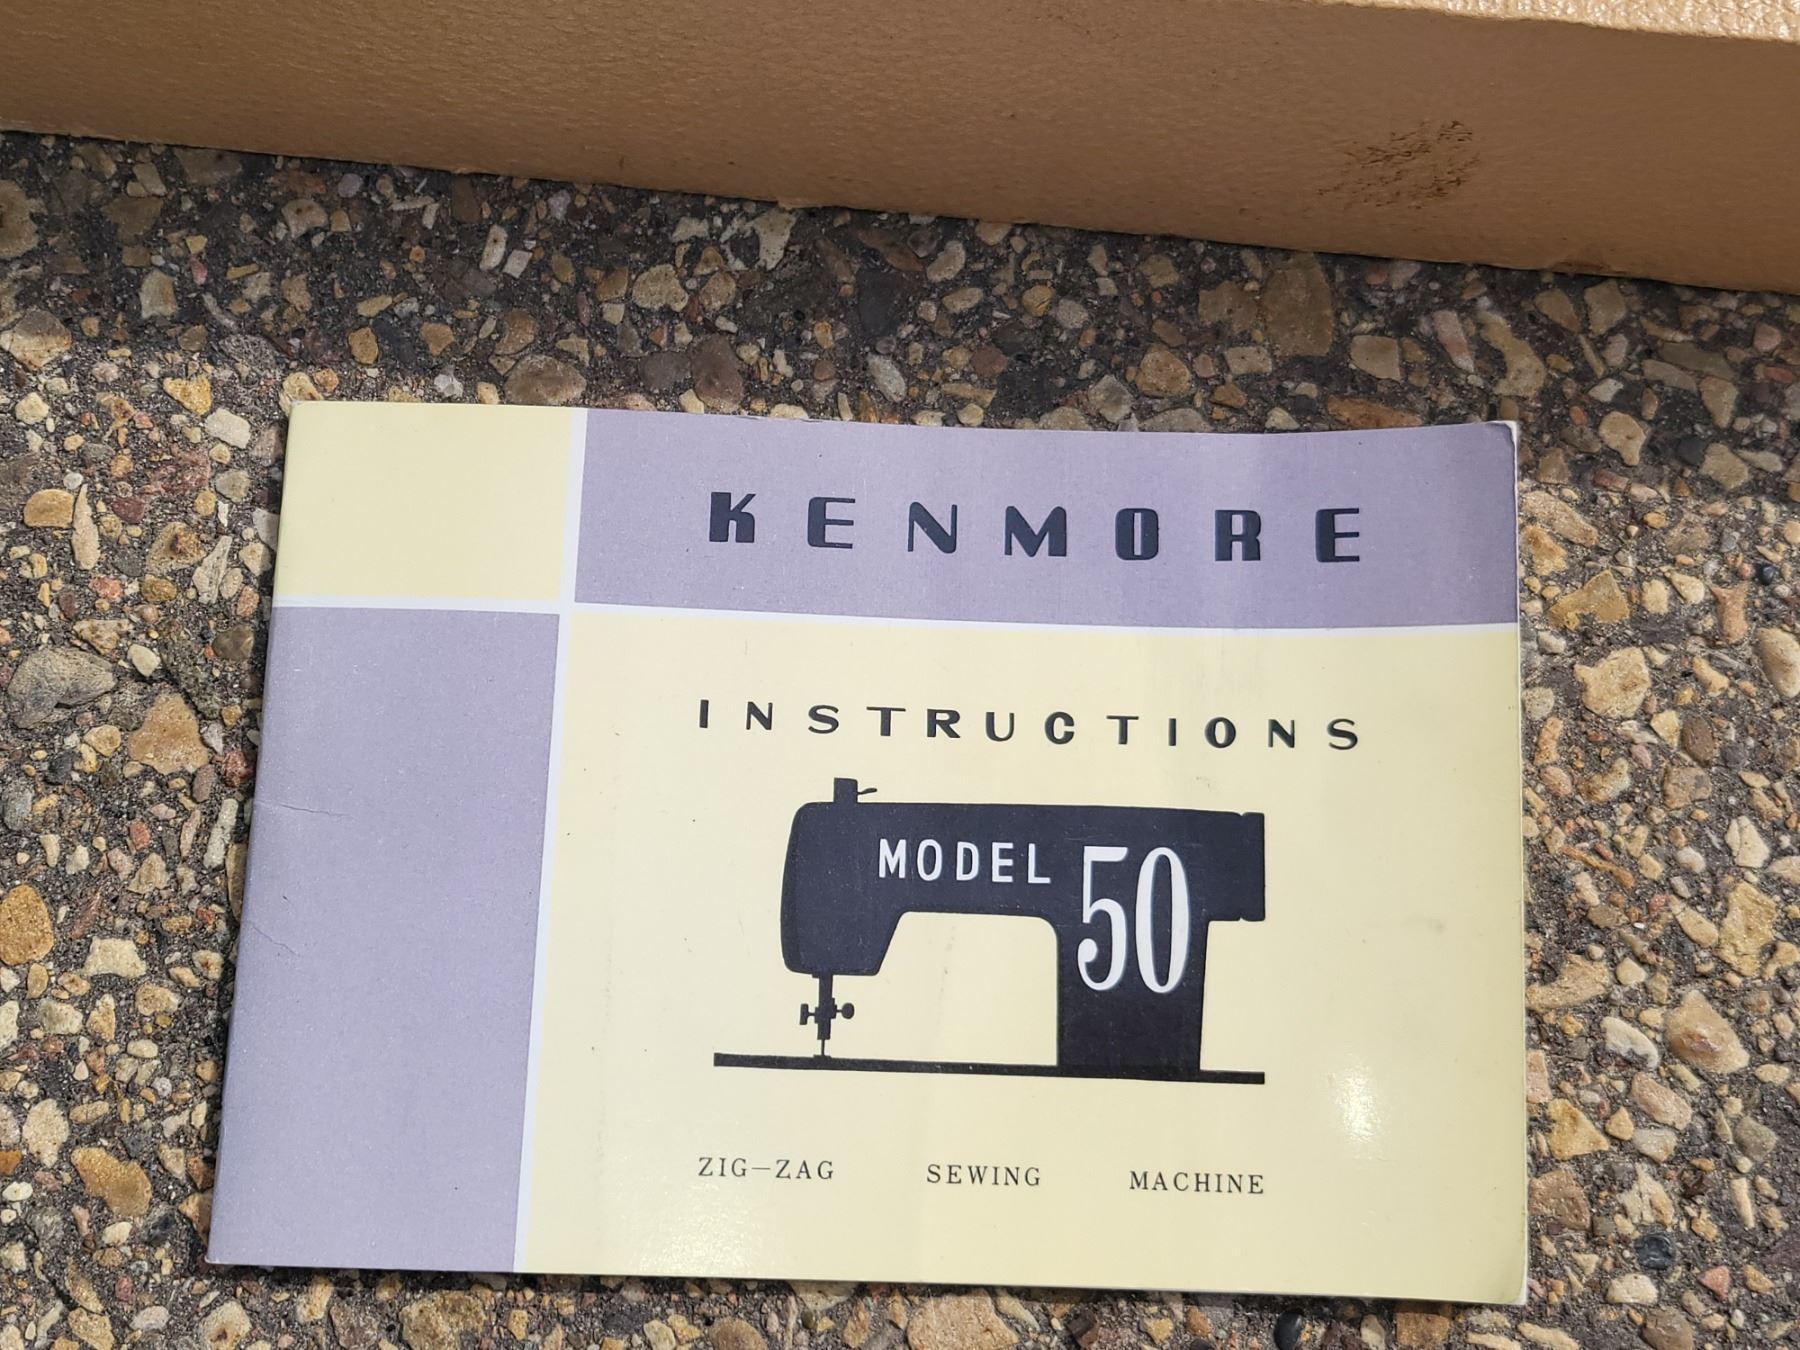 KENMORE
INSTRUCTIONS
MODEL 50
ZIG-ZAG SEWING MACHINE